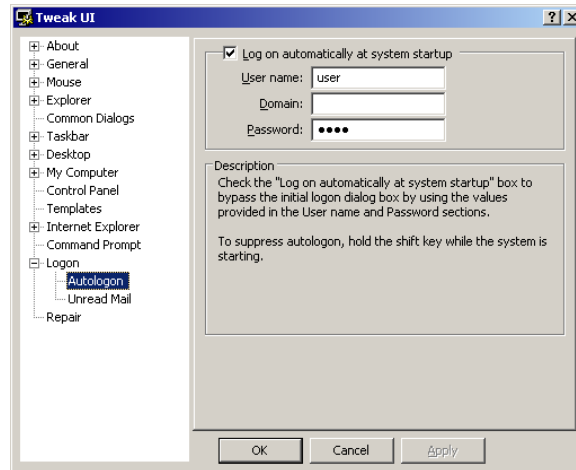 Tweak UI
About
General
Mouse
Explorer
Common Dialogs
Taskbar
Desktop
My Computer
Control Panel
Templates
Internet Explorer
Command Prompt
Logon
Autologon
Unread Mail
Repair
Log on automatically at system startup
User name: user
Domain:
Password: ●●●●
Description
Check the "Log on automatically at system startup" box to
bypass the initial logon dialog box by using the values
provided in the User name and Password sections.
To suppress autologon, hold the shift key while the system is
starting.
OK Cancel Apply